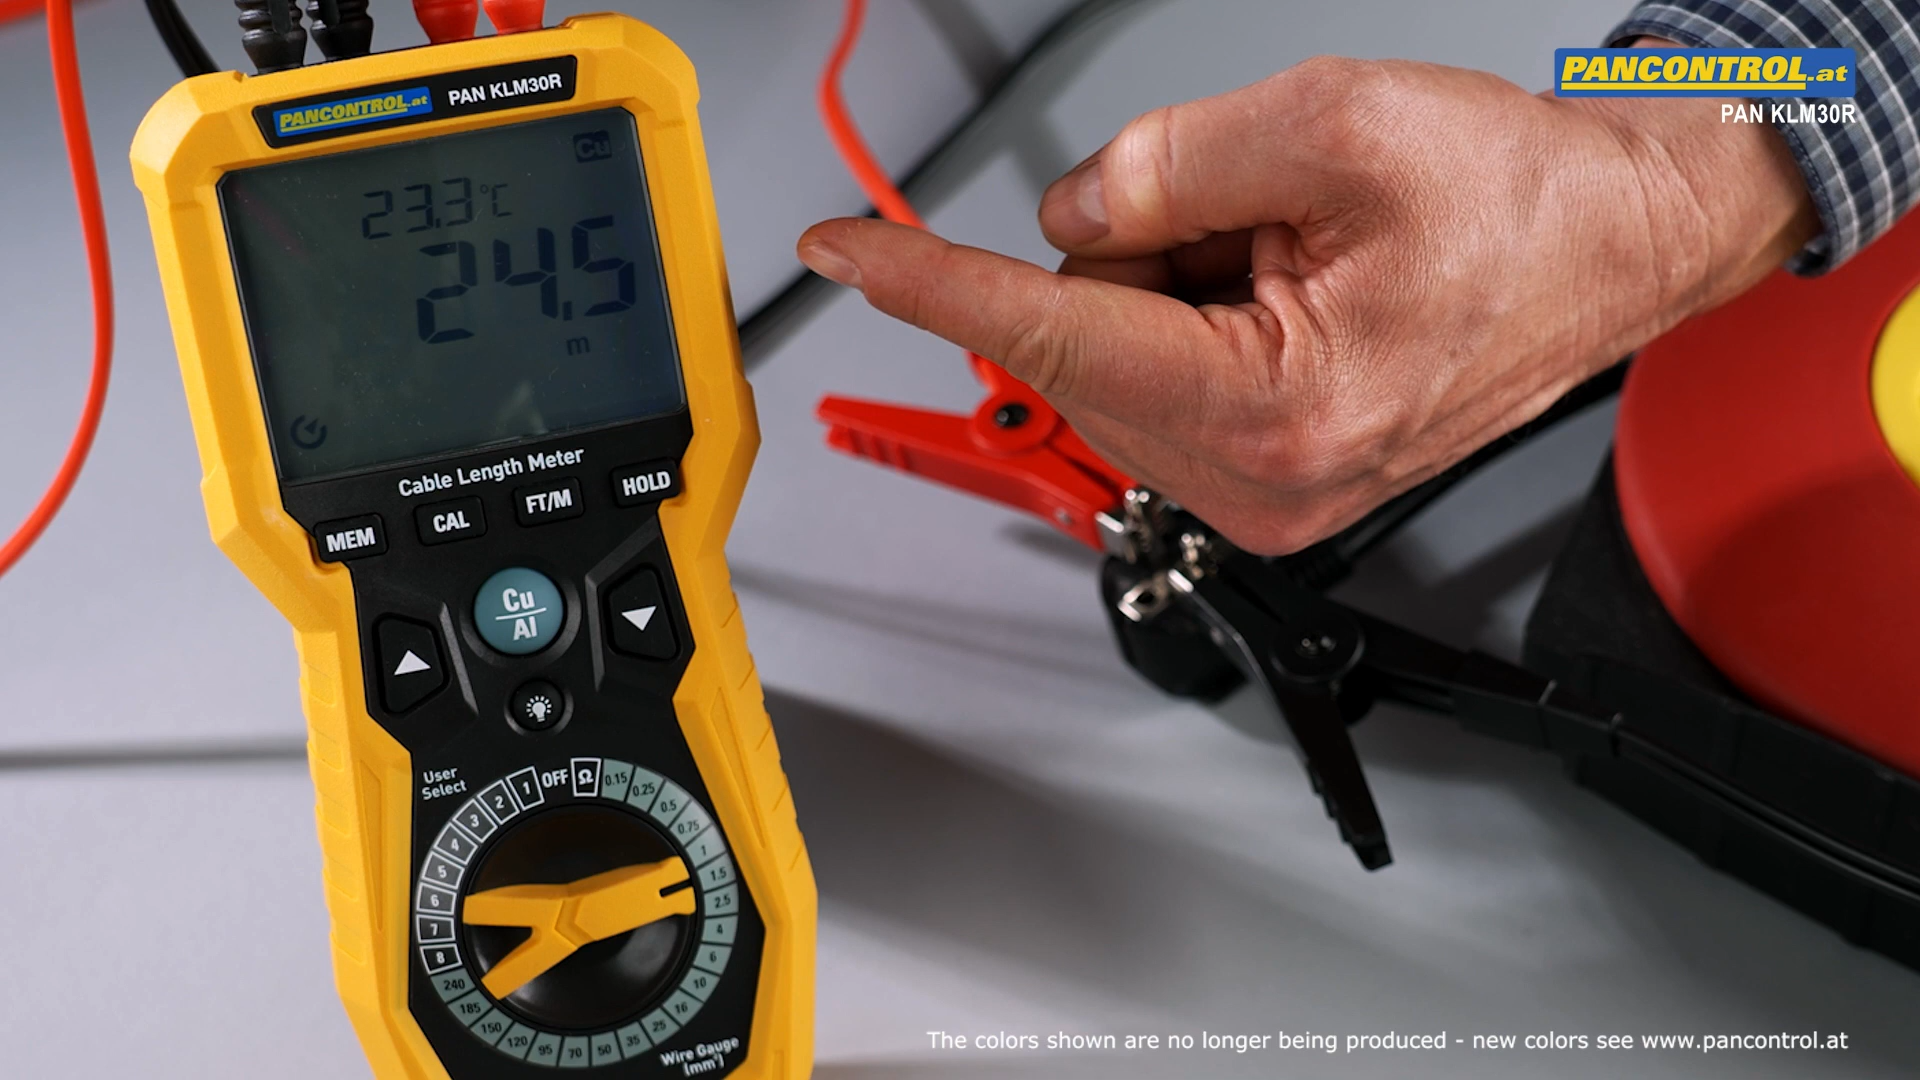 PANCONTROL.at
PAN KLM30R
PANCONTROL.at PAN KLM30R
Cu
23.3°C
24.5
m
Cable Length Meter
MEM CAL FT/M HOLD
Cu
Al
User
Select
8 7 6 5 4 3 2 1 OFF Ω 0.15 0.25 0.5 0.75 1 1.5 2.5 4 6 10 16 25 35 50 70 95 120 150 185 240
Wire Gauge
(mm²)
The colors shown are no longer being produced - new colors see www.pancontrol.at